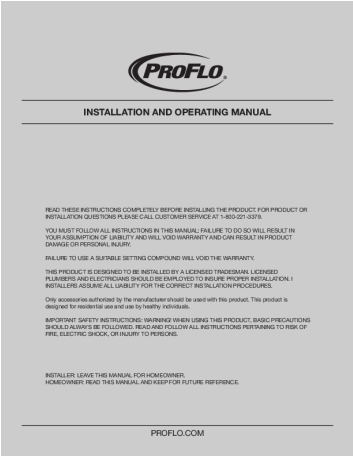 PROFLO®
INSTALLATION AND OPERATING MANUAL
READ THESE INSTRUCTIONS COMPLETELY BEFORE INSTALLING THE PRODUCT. FOR PRODUCT OR
INSTALLATION QUESTIONS PLEASE CALL CUSTOMER SERVICE AT 1-800-221-3379.
YOU MUST FOLLOW ALL INSTRUCTIONS IN THIS MANUAL; FAILURE TO DO SO WILL RESULT IN
YOUR ASSUMPTION OF LIABILITY AND WILL VOID WARRANTY AND CAN RESULT IN PRODUCT
DAMAGE OR PERSONAL INJURY.
FAILURE TO USE A SUITABLE SETTING COMPOUND WILL VOID THE WARRANTY.
THIS PRODUCT IS DESIGNED TO BE INSTALLED BY A LICENSED TRADESMAN. LICENSED
PLUMBERS AND ELECTRICIANS SHOULD BE EMPLOYED TO INSURE PROPER INSTALLATION. I
INSTALLERS ASSUME ALL LIABILITY FOR THE CORRECT INSTALLATION PROCEDURES.
Only accessories authorized by the manufacturer should be used with this product. This product is
designed for residential use and use by healthy individuals.
IMPORTANT SAFETY INSTRUCTIONS: WARNING! WHEN USING THIS PRODUCT, BASIC PRECAUTIONS
SHOULD ALWAYS BE FOLLOWED. READ AND FOLLOW ALL INSTRUCTIONS PERTAINING TO RISK OF
FIRE, ELECTRIC SHOCK, OR INJURY TO PERSONS.
INSTALLER: LEAVE THIS MANUAL FOR HOMEOWNER.
HOMEOWNER: READ THIS MANUAL AND KEEP FOR FUTURE REFERENCE.
PROFLO.COM